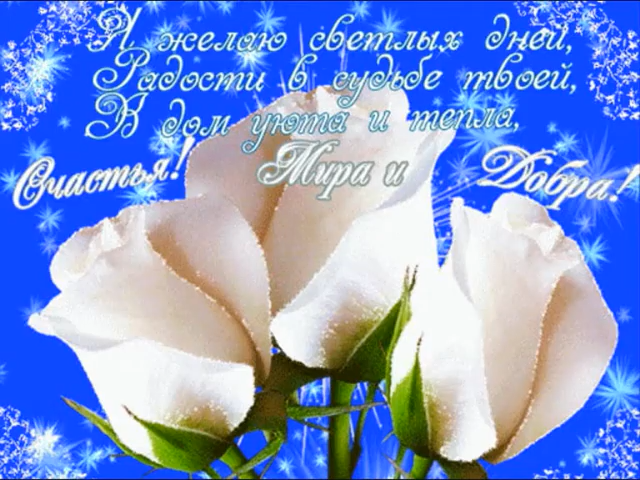 Я желаю светлых дней,
Радости в судьбе твоей,
В дом уюта и тепла,
Счастья! Мира и Добра!